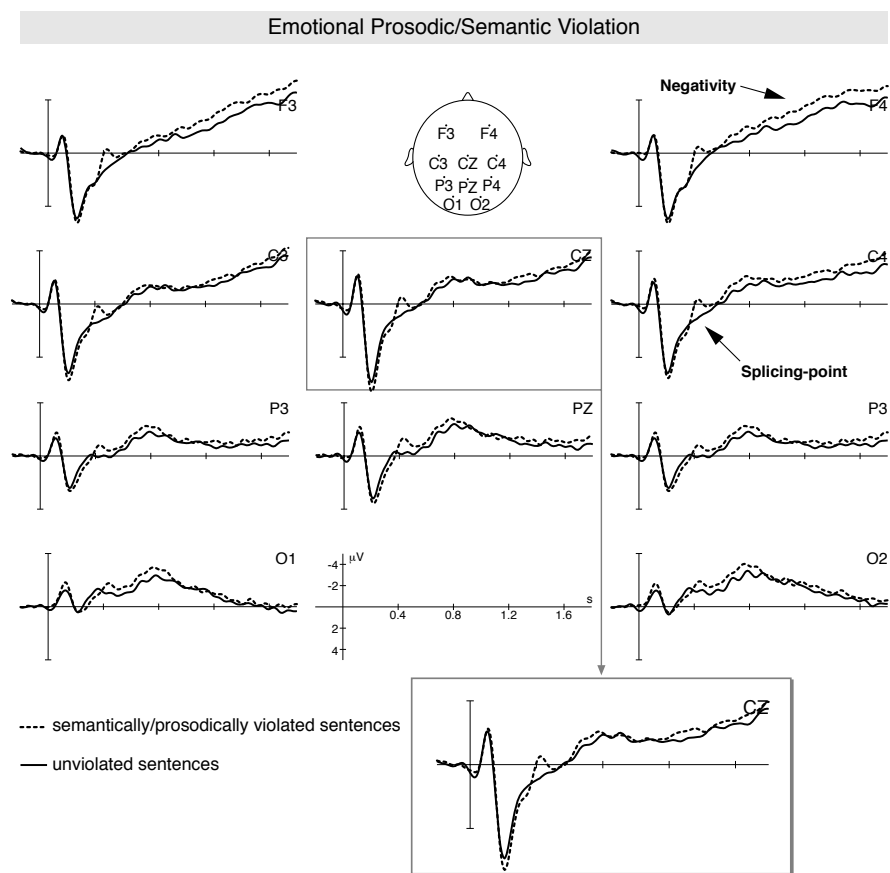 Emotional Prosodic/Semantic Violation
F3
Negativity
F4
F3 F4
C3 CZ C4
P3 PZ P4
O1 O2
C3
CZ
C4
Splicing-point
P3
PZ
P3
O1
µV
-4
-2
s
0.4 0.8 1.2 1.6
2
4
O2
semantically/prosodically violated sentences
unviolated sentences
CZ